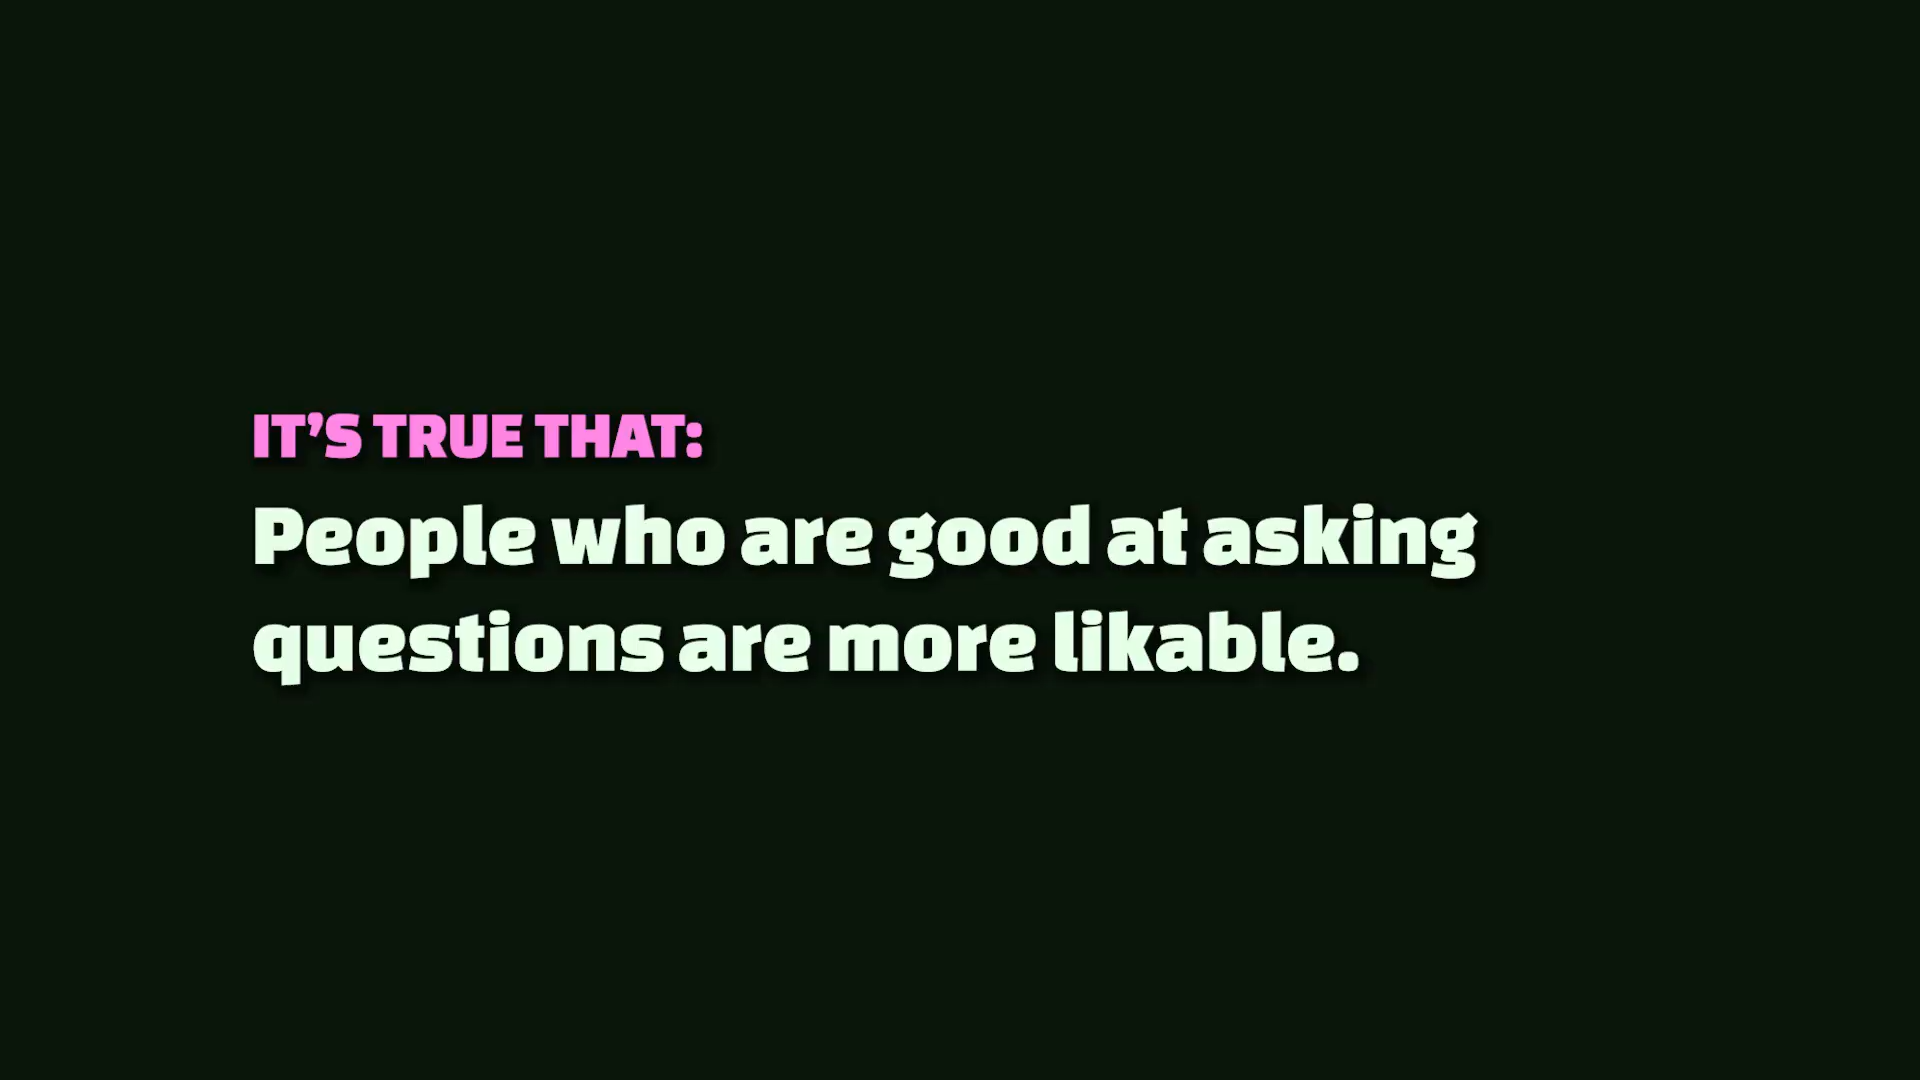 IT’S TRUE THAT:
People who are good at asking
questions are more likable.